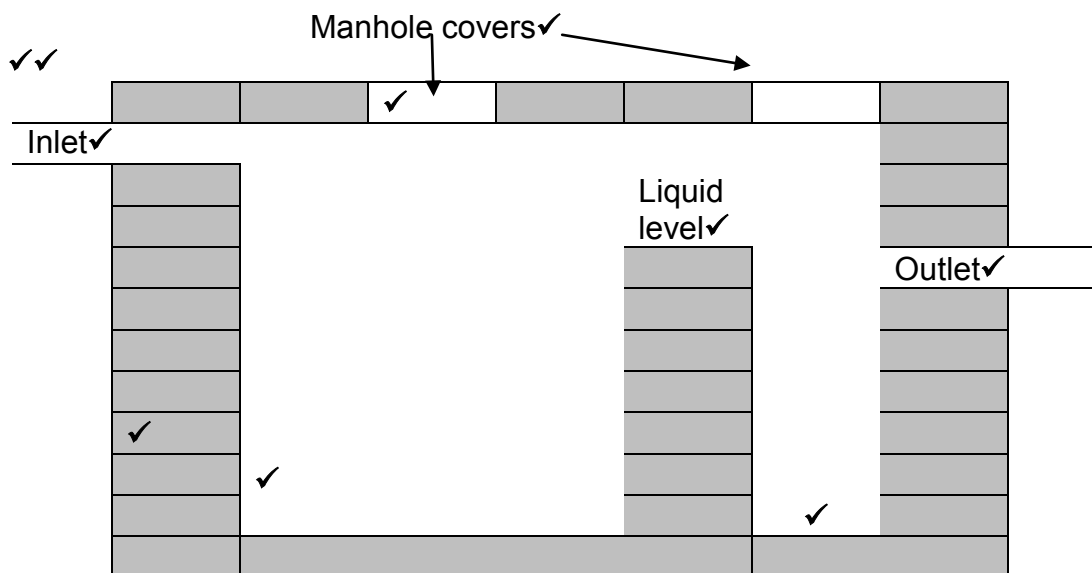 Manhole covers✓
✓✓
✓
Inlet✓
Liquid
level✓
Outlet✓
✓
✓
✓